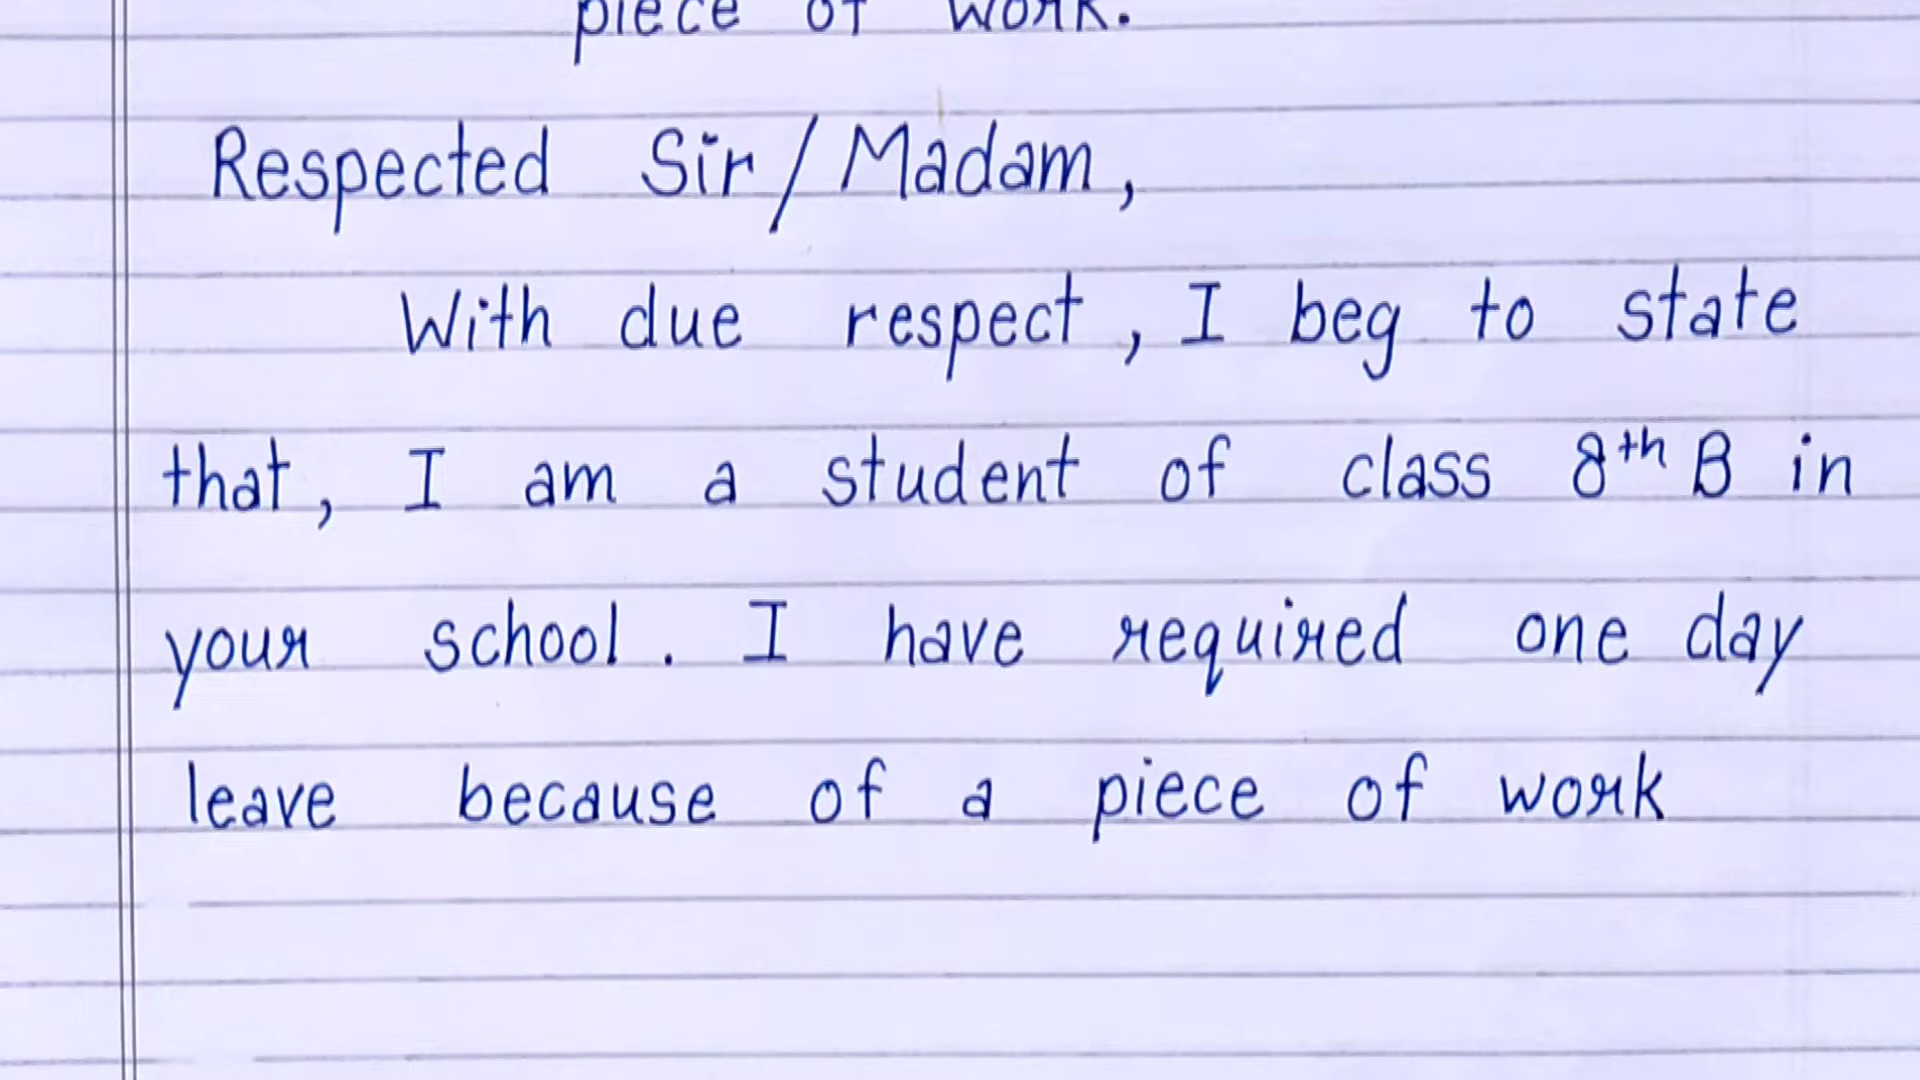 piece of work.
Respected Sir/Madam,
With due respect, I beg to state
that, I am a student of class 8th B in
your school. I have required one day
leave because of a piece of work